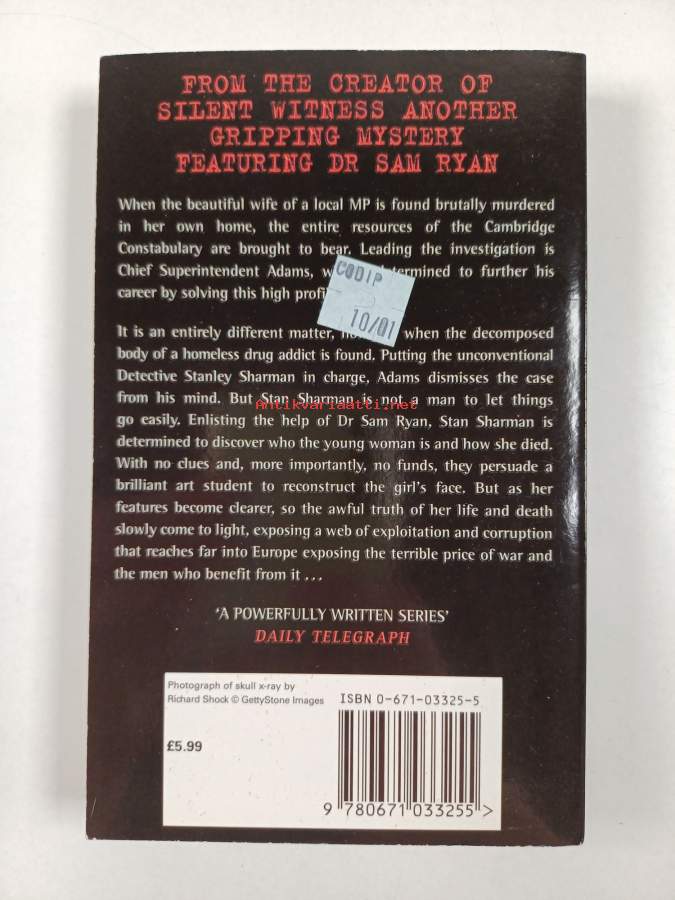 FROM THE CREATOR OF
SILENT WITNESS ANOTHER
GRIPPING MYSTERY
FEATURING DR SAM RYAN
When the beautiful wife of a local MP is found brutally murdered
in her own home, the entire resources of the Cambridge
Constabulary are brought to bear. Leading the investigation is
Chief Superintendent Adams, determined to further his
career by solving this high
CODIP
10/01
It is an entirely different matter, when the decomposed
body of a homeless drug addict is found. Putting the unconventional
Detective Stanley Sharman in charge, Adams dismisses the case
from his mind. But Stan Sharman is not a man to let things
Antikvariaatti.net
go easily. Enlisting the help of Dr Sam Ryan, Stan Sharman is
determined to discover who the young woman is and how she died.
With no clues and, more importantly, no funds, they persuade a
brilliant art student to reconstruct the girl's face. But as her
features become clearer, so the awful truth of her life and death
slowly come to light, exposing a web of exploitation and corruption
that reaches far into Europe exposing the terrible price of war and
the men who benefit from it ...
'A POWERFULLY WRITTEN SERIES'
DAILY TELEGRAPH
Photograph of skull x-ray by
Richard Shock © GettyStone Images
£5.99
ISBN 0-671-03325-5
9 780671 033255 >